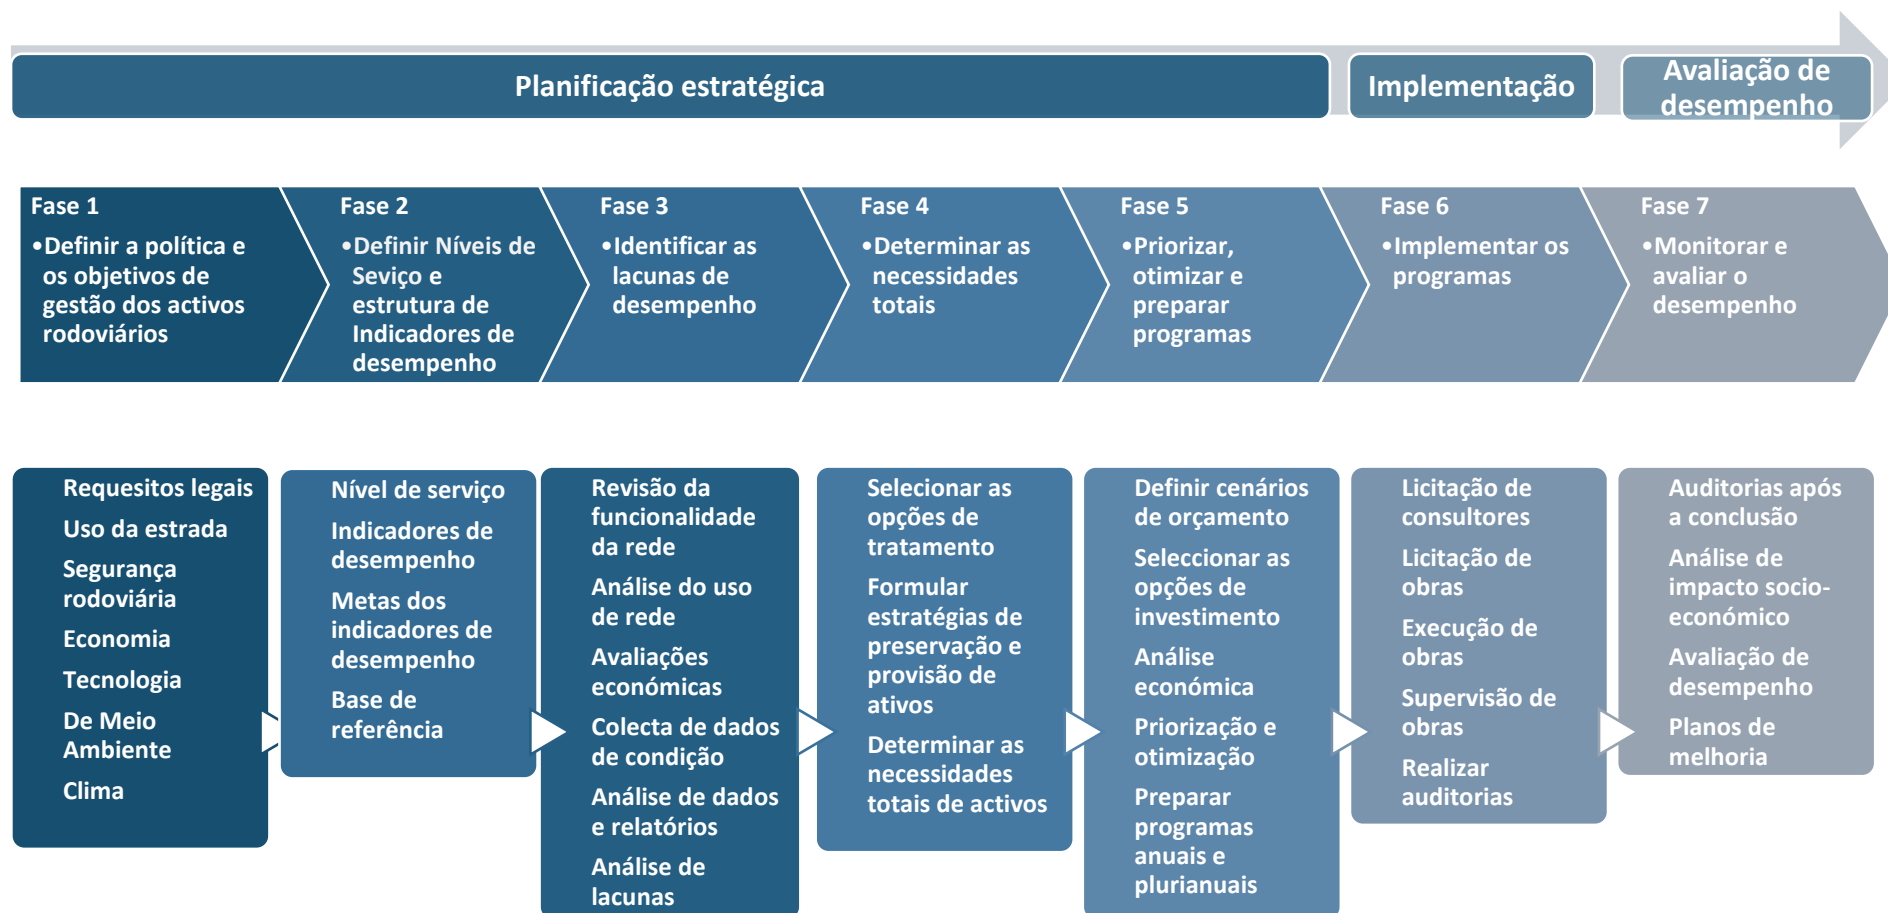 Planificação estratégica
Implementação
Avaliação de
desempenho
Fase 1
•Definir a política e
os objetivos de
gestão dos activos
rodoviários
Fase 2
•Definir Níveis de
Seviço e
estrutura de
Indicadores de
desempenho
Fase 3
•Identificar as
lacunas de
desempenho
Fase 4
•Determinar as
necessidades
totais
Fase 5
•Priorizar,
otimizar e
preparar
programas
Fase 6
•Implementar os
programas
Fase 7
•Monitorar e
avaliar o
desempenho
Requesitos legais
Uso da estrada
Segurança
rodoviária
Economia
Tecnologia
De Meio
Ambiente
Clima
Nível de serviço
Indicadores de
desempenho
Metas dos
indicadores de
desempenho
Base de
referência
Revisão da
funcionalidade
da rede
Análise do uso
de rede
Avaliações
económicas
Colecta de dados
de condição
Análise de dados
e relatórios
Análise de
lacunas
Selecionar as
opções de
tratamento
Formular
estratégias de
preservação e
provisão de
ativos
Determinar as
necessidades
totais de activos
Definir cenários
de orçamento
Seleccionar as
opções de
investimento
Análise
económica
Priorização e
otimização
Preparar
programas
anuais e
plurianuais
Licitação de
consultores
Licitação de
obras
Execução de
obras
Supervisão de
obras
Realizar
auditorias
Auditorias após
a conclusão
Análise de
impacto socio-
económico
Avaliação de
desempenho
Planos de
melhoria